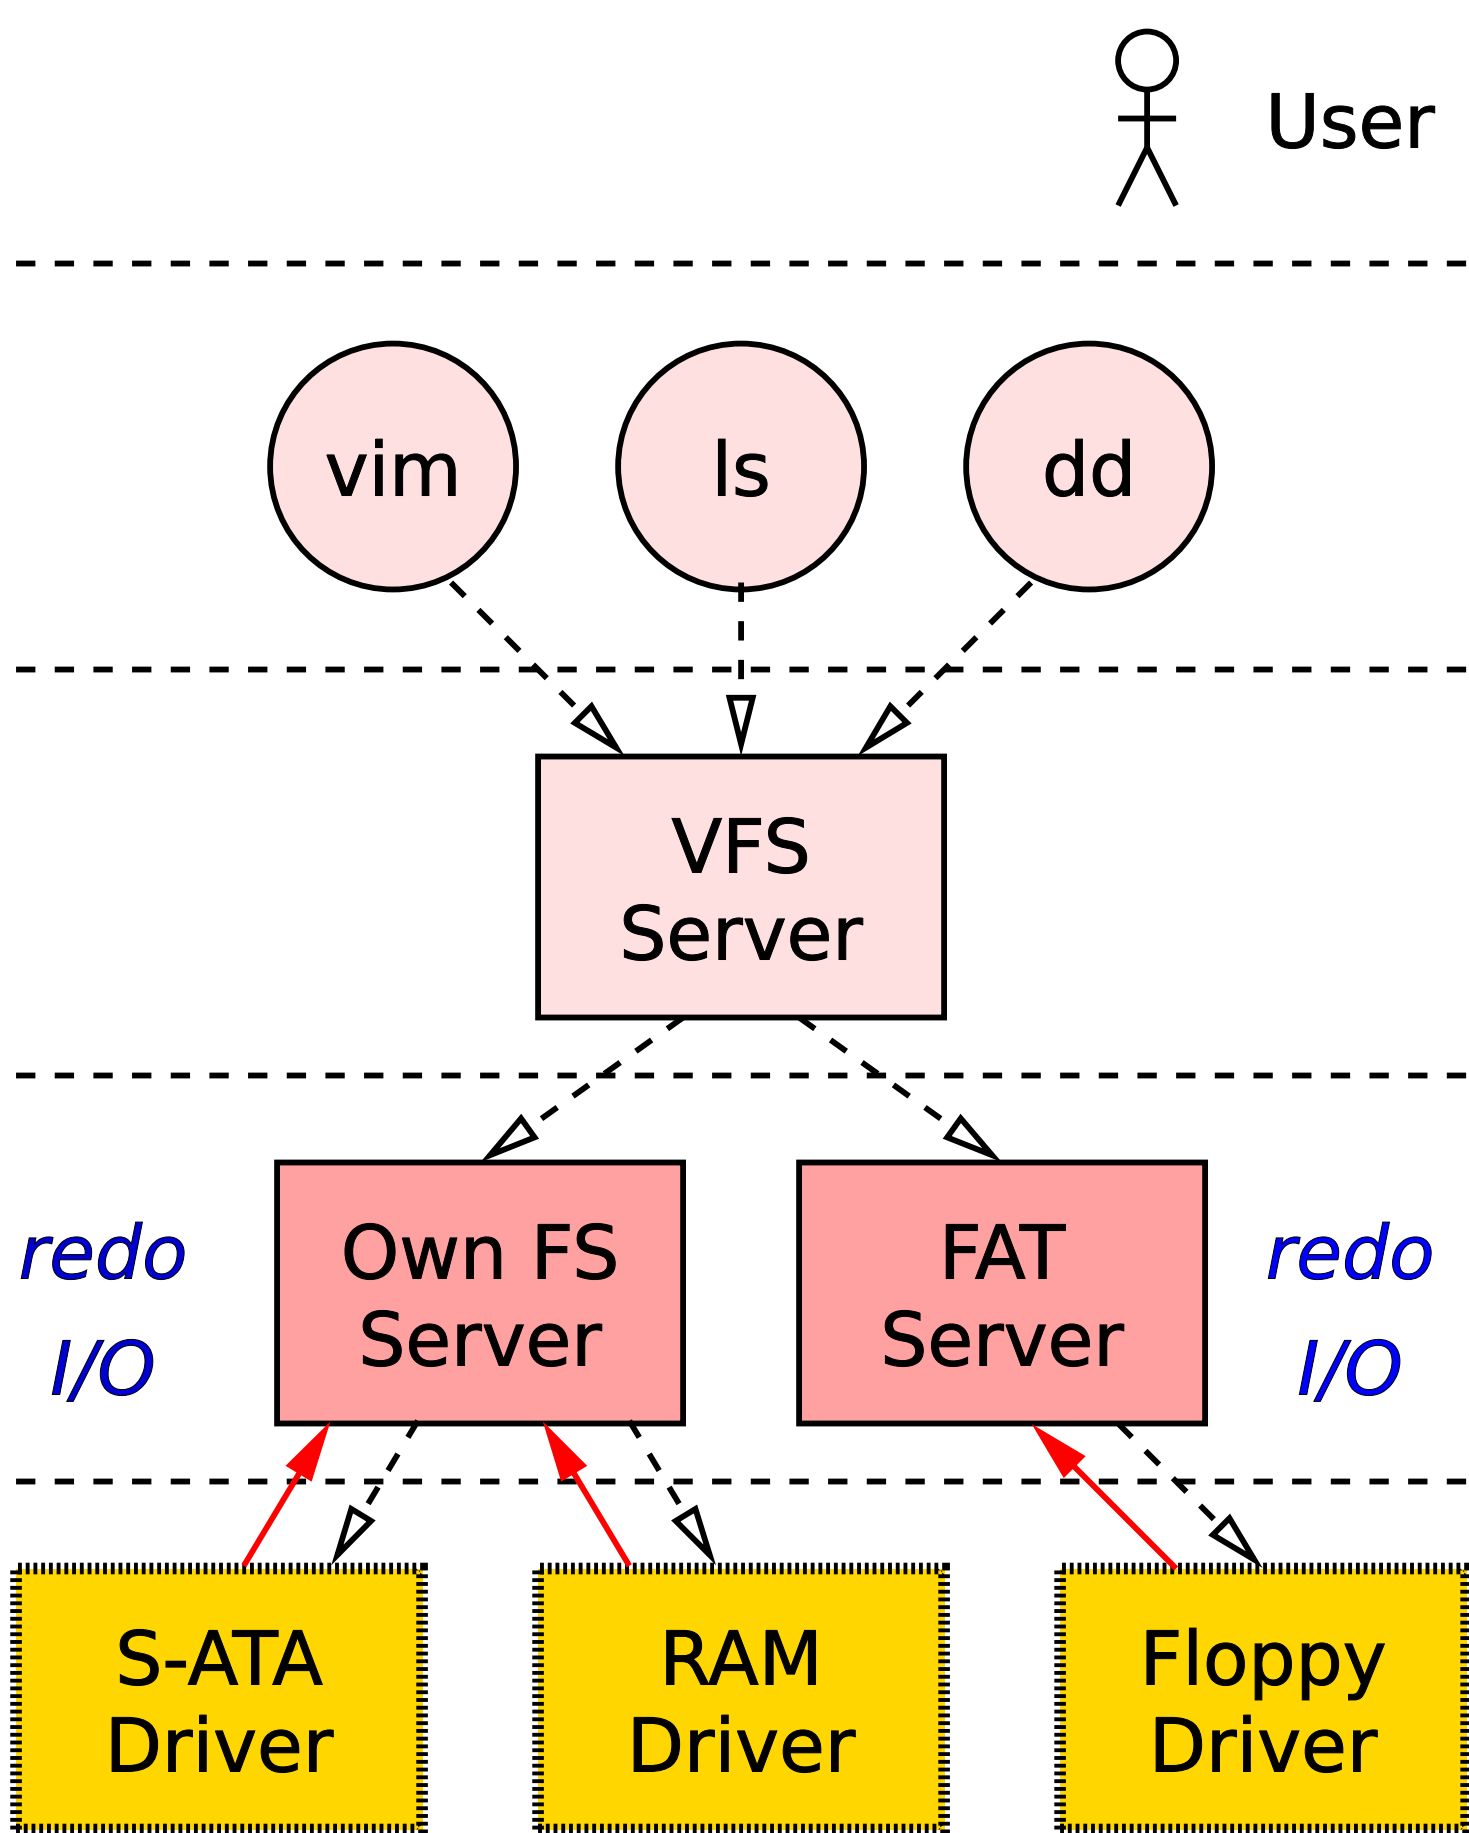 User
vim
ls
dd
VFS
Server
redo
I/O
Own FS
Server
FAT
Server
redo
I/O
S-ATA
Driver
RAM
Driver
Floppy
Driver